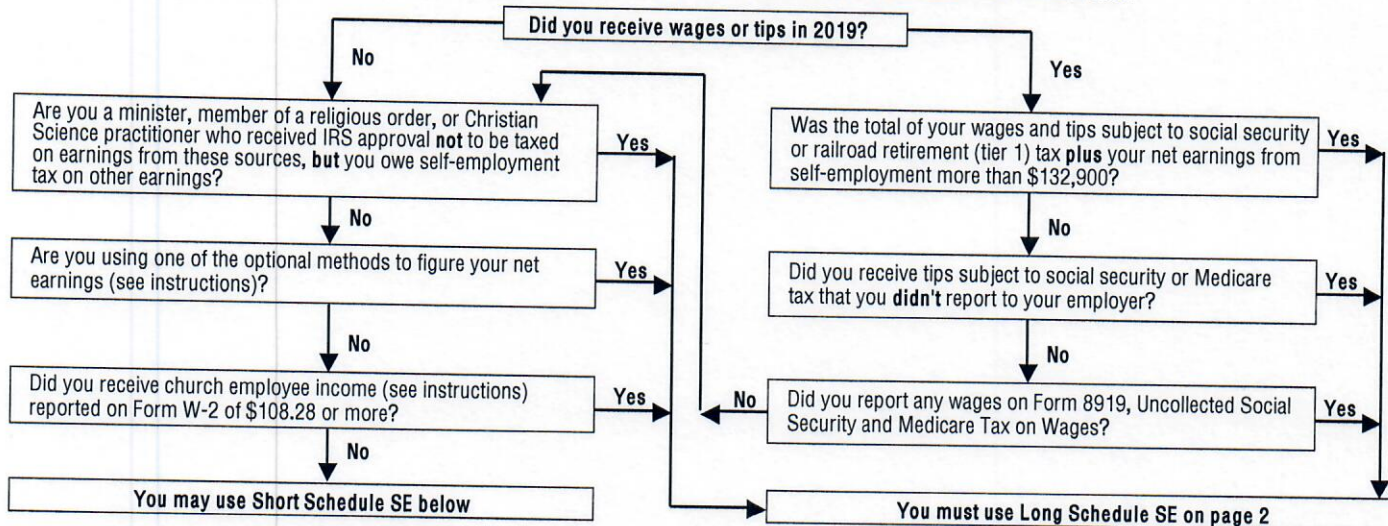 Did you receive wages or tips in 2019?
No
Yes
Are you a minister, member of a religious order, or Christian
Science practitioner who received IRS approval not to be taxed
on earnings from these sources, but you owe self-employment
tax on other earnings?
Yes
Was the total of your wages and tips subject to social security
or railroad retirement (tier 1) tax plus your net earnings from
self-employment more than $132,900?
Yes
No
No
Are you using one of the optional methods to figure your net
earnings (see instructions)?
Yes
Did you receive tips subject to social security or Medicare
tax that you didn't report to your employer?
Yes
No
No
Did you receive church employee income (see instructions)
reported on Form W-2 of $108.28 or more?
Yes
No
Did you report any wages on Form 8919, Uncollected Social
Security and Medicare Tax on Wages?
Yes
No
You may use Short Schedule SE below
You must use Long Schedule SE on page 2